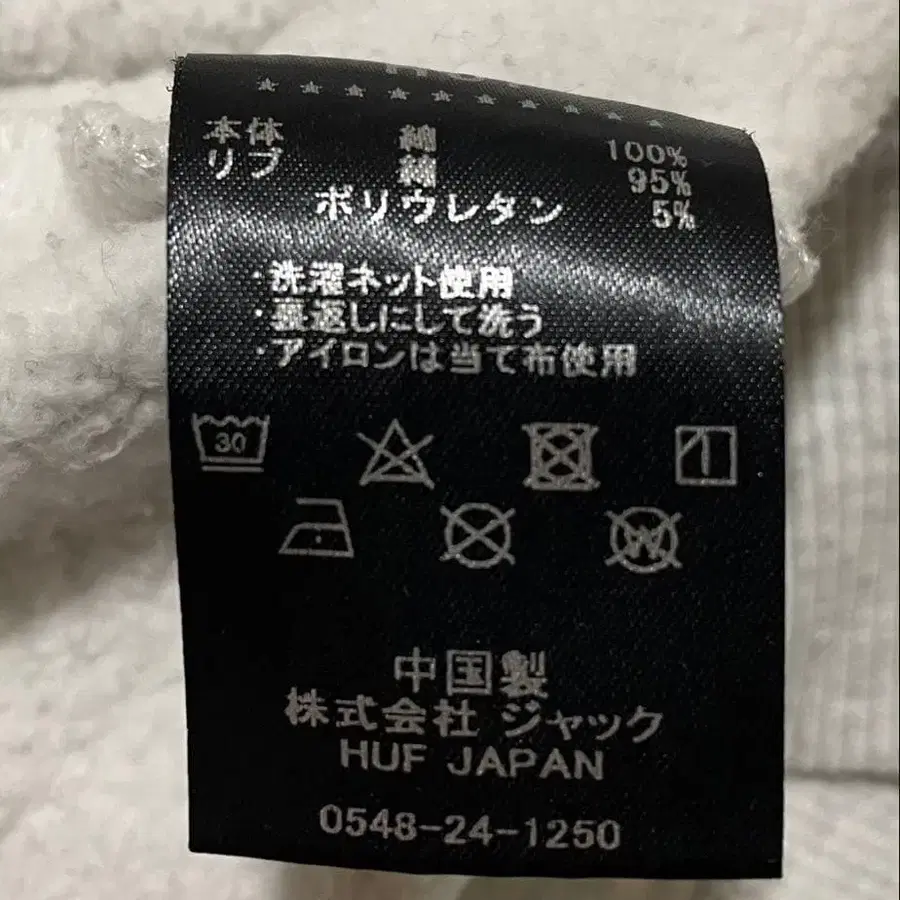 本体 綿 100%
リブ 綿 95%
ポリウレタン 5%
・洗濯ネット使用
・裏返しにして洗う
・アイロンは当て布使用
30
W
中国製
株式会社 ジャック
HUF JAPAN
0548-24-1250